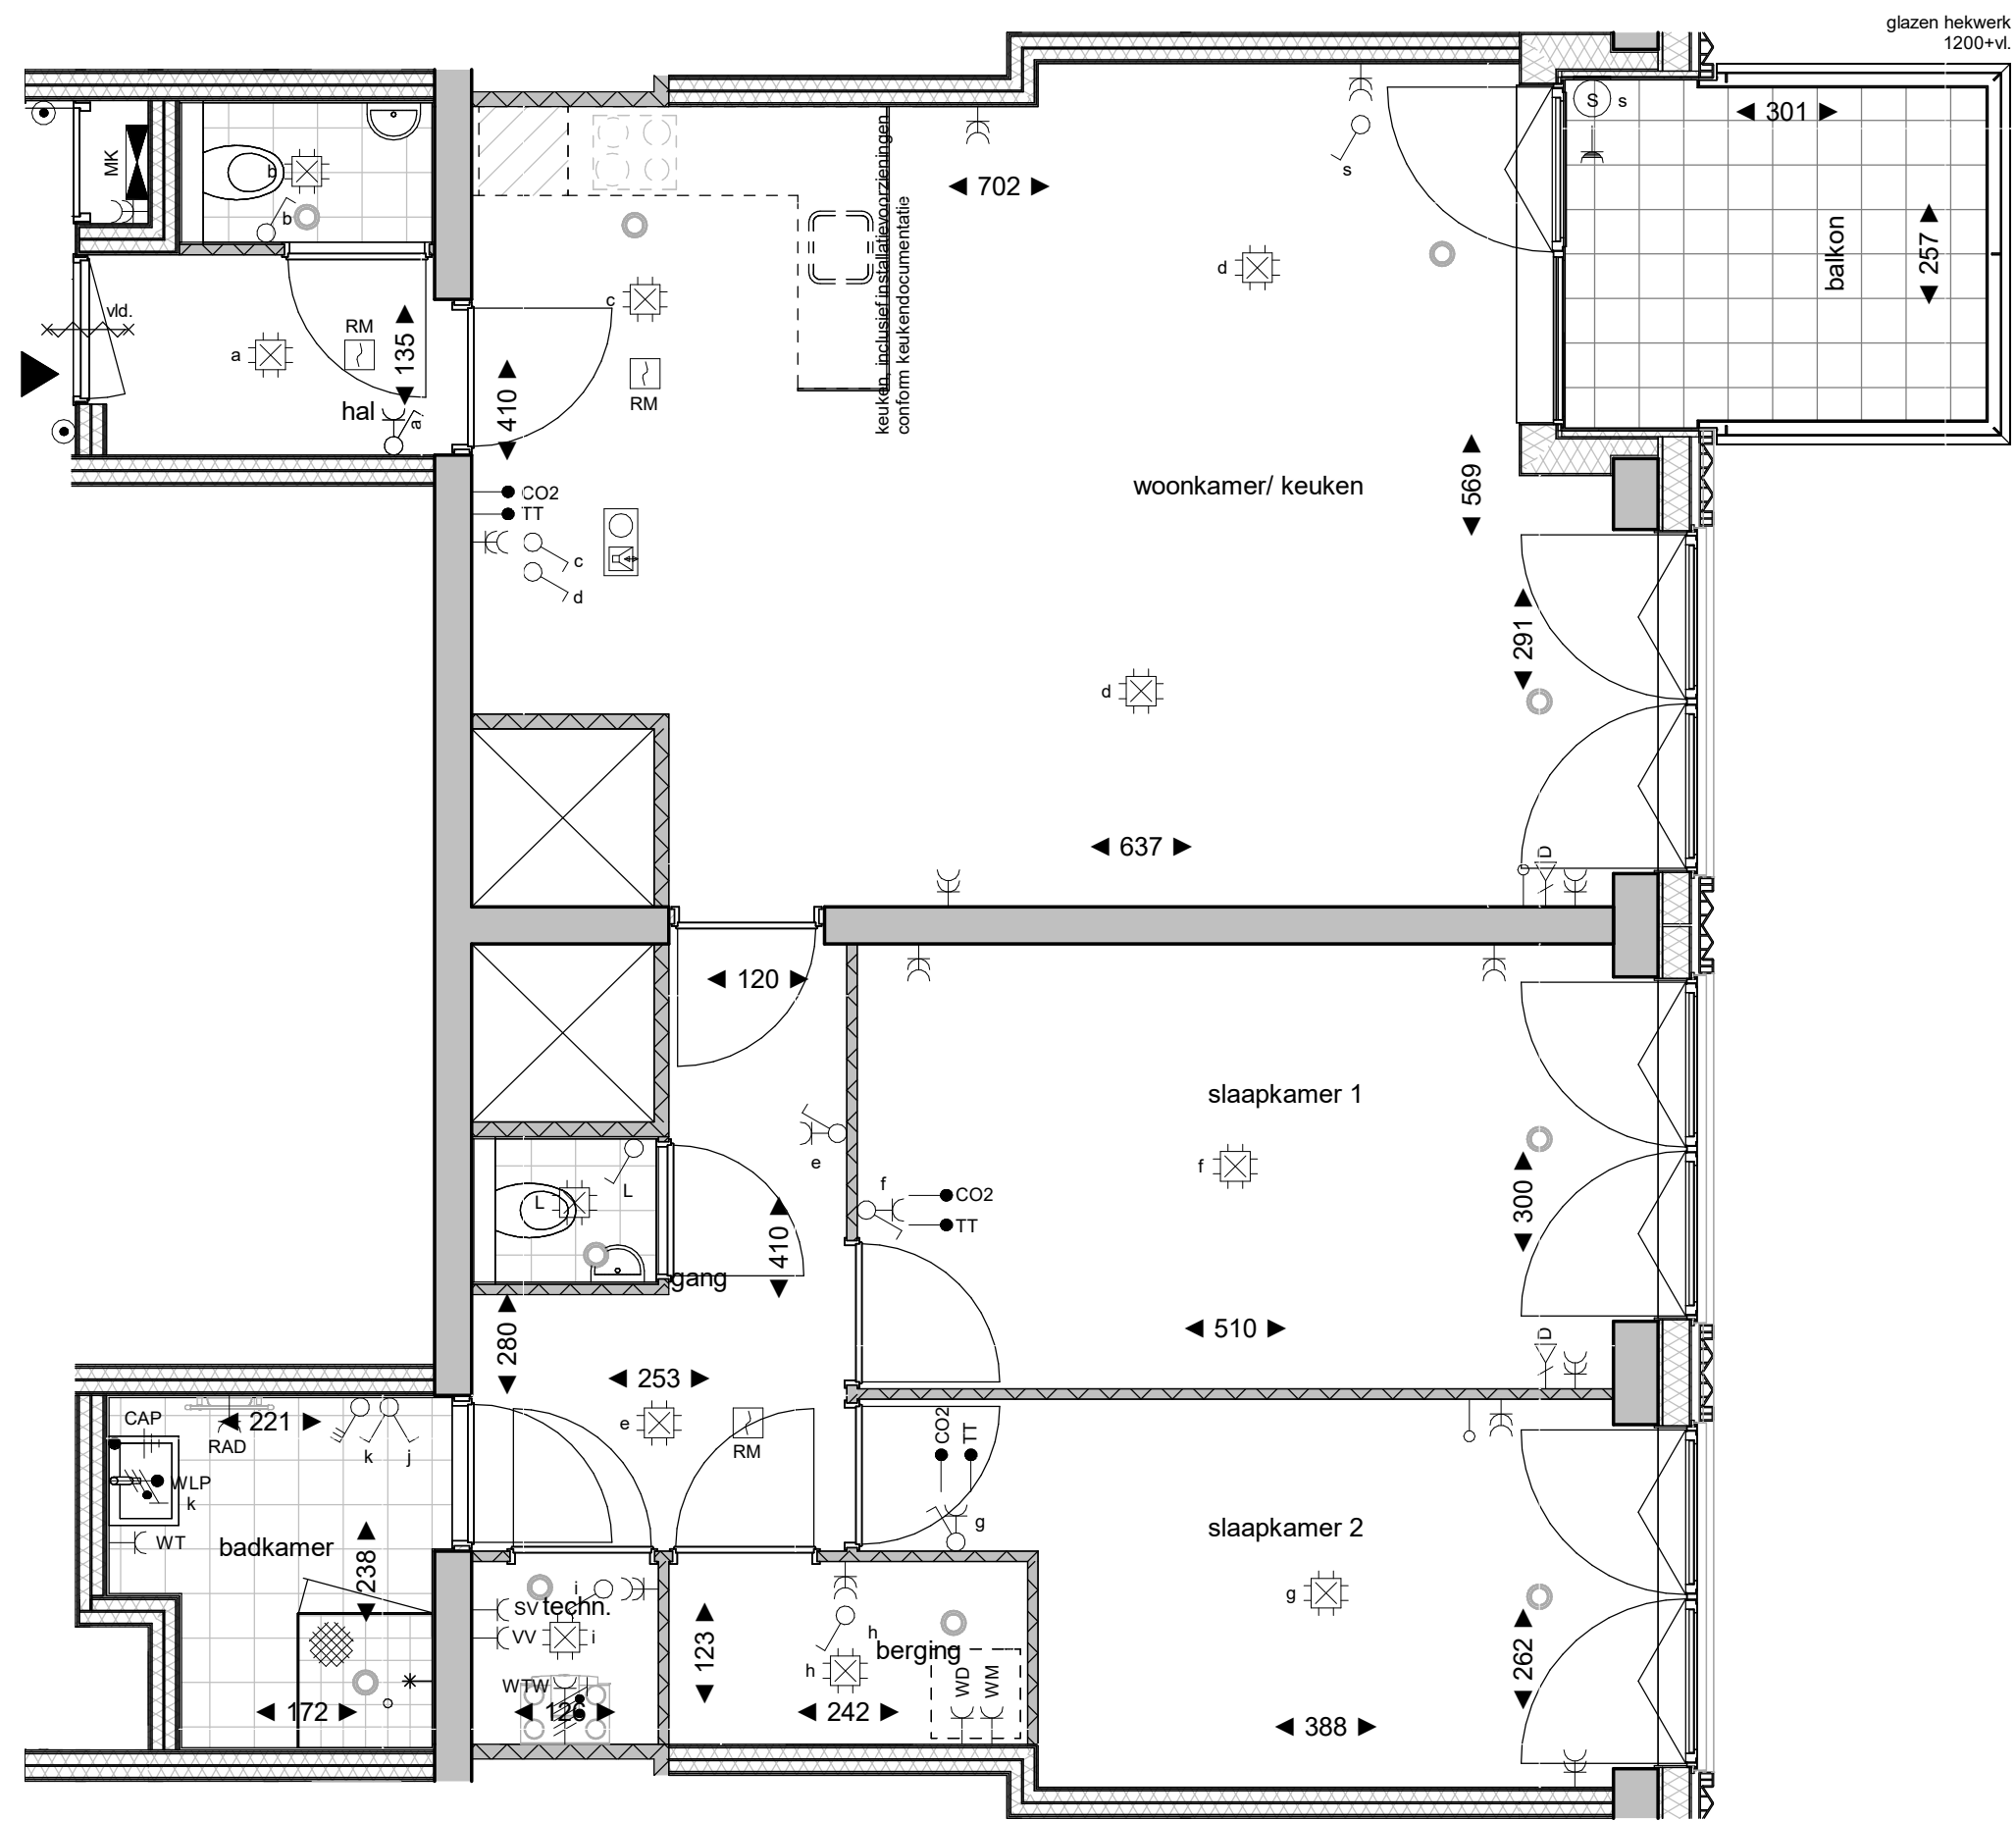 glazen hekwerk
1200+vl.
MK
b
b
s
S
s
301
702
balkon
257
keuken, inclusief installatievoorzieningen
conform keukendocumentatie
vld.
a
RM
135
hal
a
c
RM
410
d
CO2
TT
c
d
woonkamer/ keuken
569
291
d
637
D
120
e
slaapkamer 1
f
f
CO2
TT
L
L
410
gang
300
280
253
510
D
CAP
221
RAD
k
j
WLP
k
WT
badkamer
238
172
e
RM
CO2
TT
g
slaapkamer 2
g
SV
i
techn.
VV
i
WTW
126
123
h
h
berging
242
WD
WM
262
388